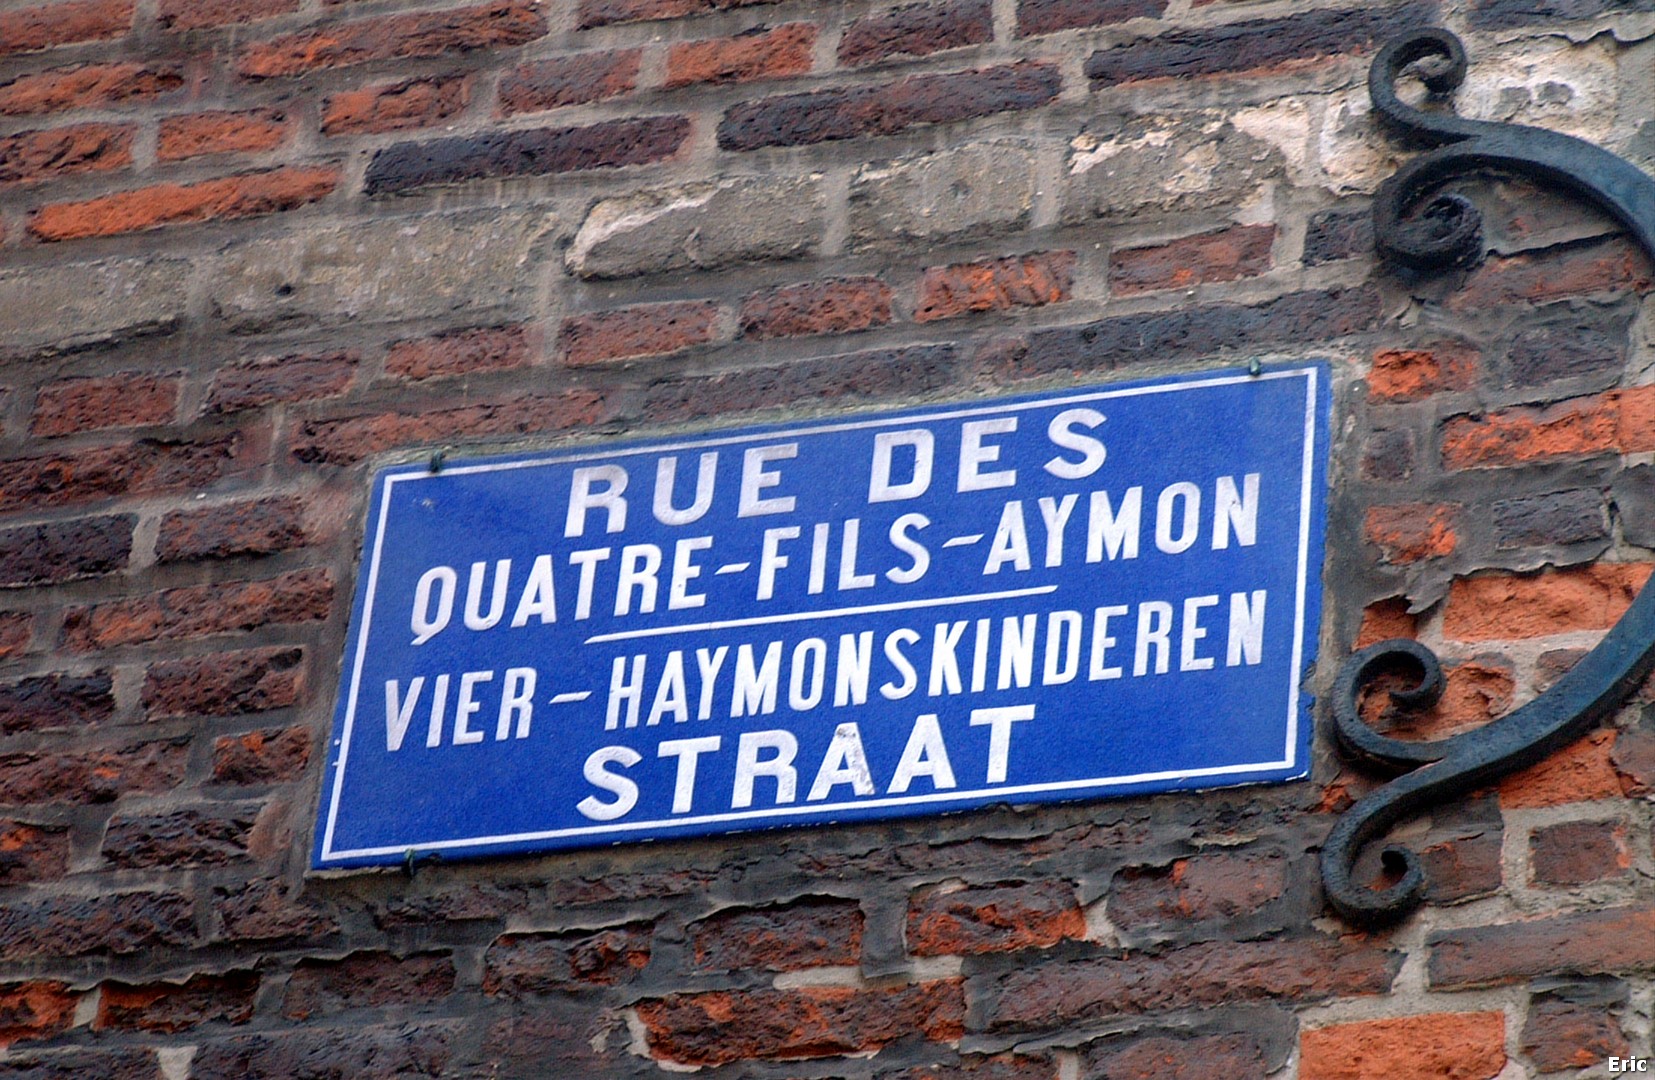 RUE DES
QUATRE-FILS-AYMON
VIER-HAYMONSKINDEREN
STRAAT
Eric